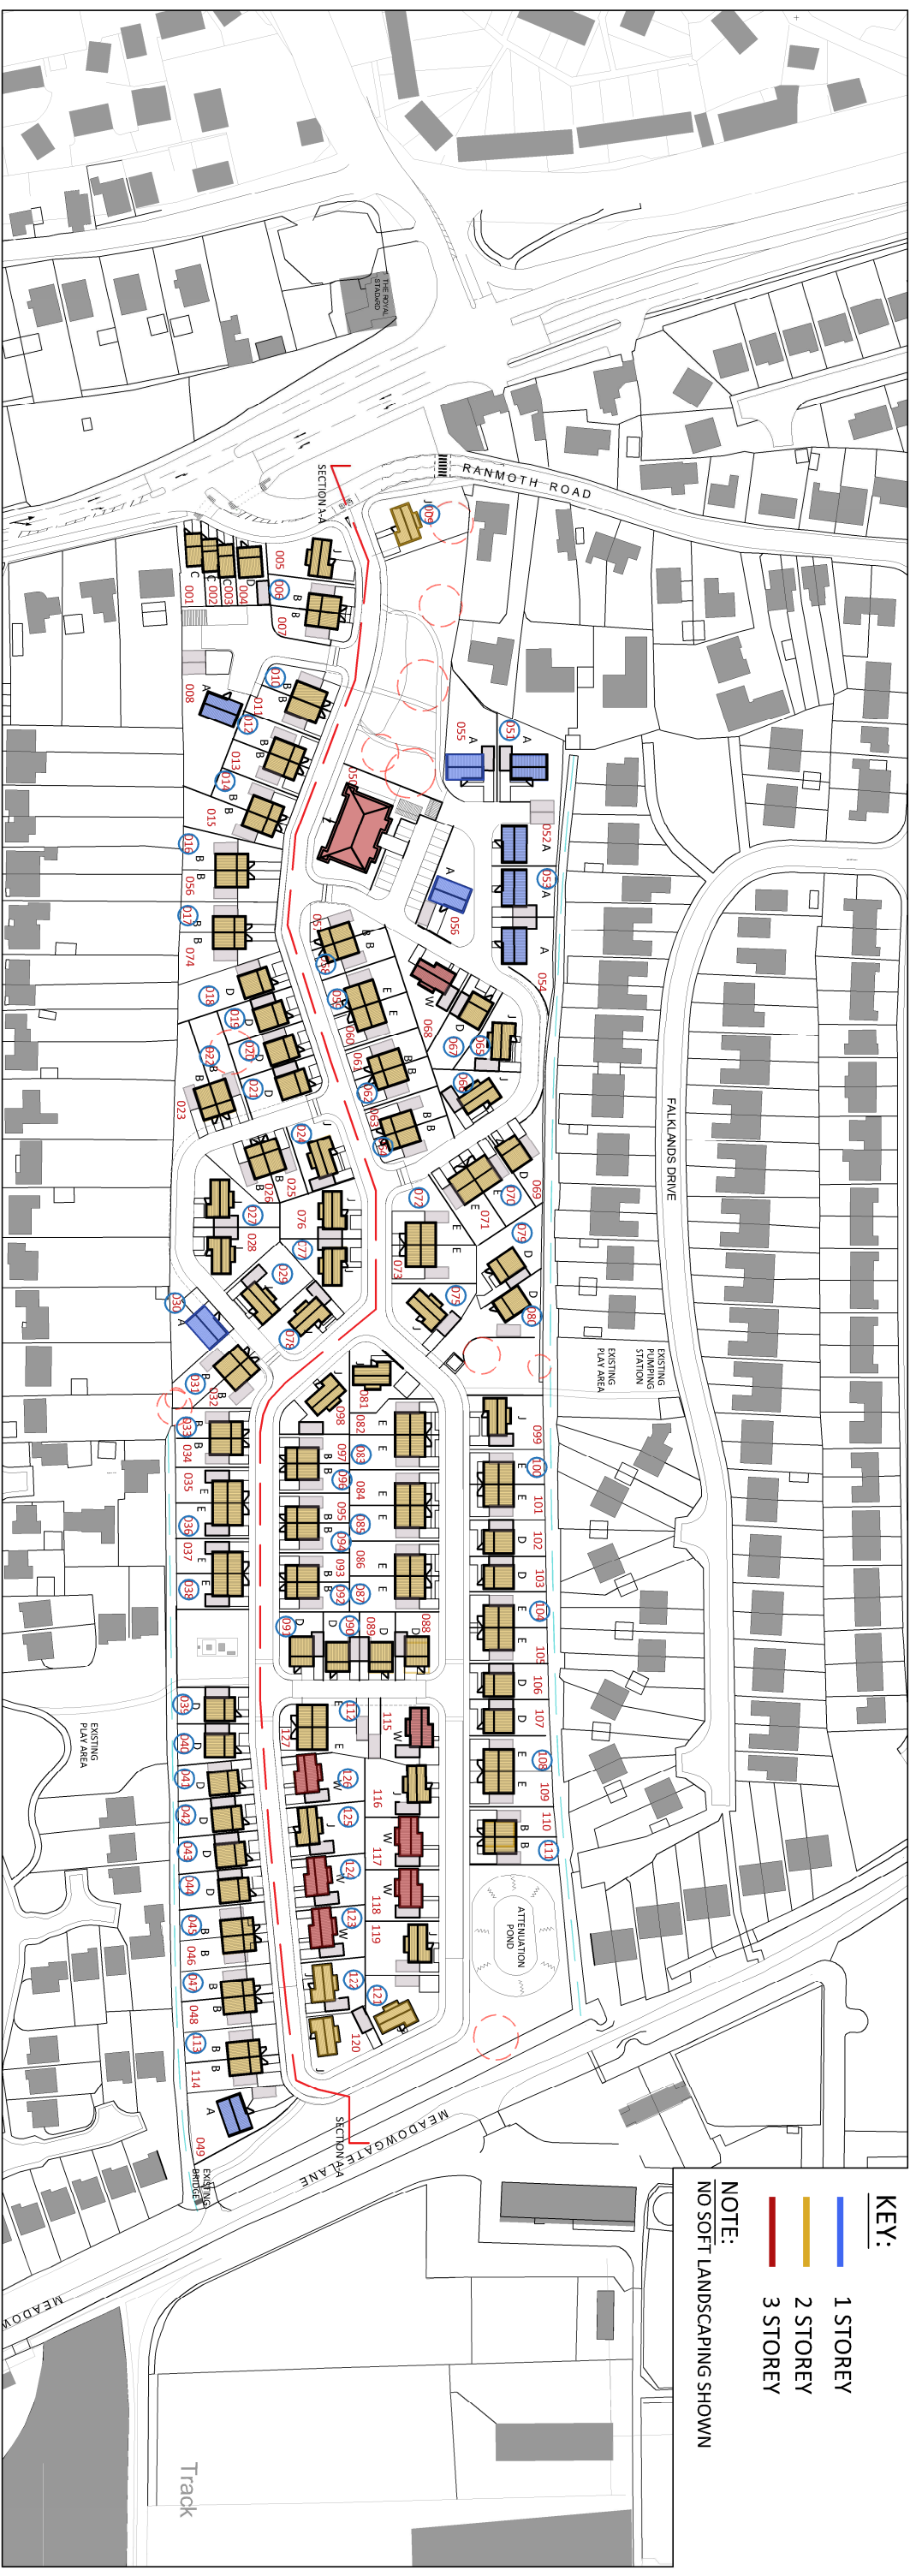 KEY:
1 STOREY
2 STOREY
3 STOREY
NOTE:
NO SOFT LANDSCAPING SHOWN
THE ROYAL
STANDARD
RANMOTH ROAD
SECTION A-A
FALKLANDS DRIVE
EXISTING
PUMPING
STATION
EXISTING
PLAY AREA
EXISTING
PLAY AREA
ATTENUATION
POND
MEADOWGATE LANE
SECTION A-A
EXISTING
BRIDGE
MEADOW
Track
001
C
002
C
003
C
004
D
005
J
006
B
007
B
008
A
009
J
010
B
011
B
012
B
013
B
014
B
015
B
016
B
056
B
017
B
074
B
018
D
019
020
D
021
D
022
B
023
B
024
J
025
B
026
B
027
028
029
030
A
031
B
032
B
033
B
034
B
035
E
036
E
037
E
038
E
039
D
040
D
041
D
042
D
043
D
044
D
045
B
046
B
047
B
048
B
113
B
114
B
049
A
050
051
A
052
A
053
A
054
A
055
A
056
A
057
B
058
B
059
E
060
E
061
B
062
B
063
B
064
B
065
J
066
J
067
D
068
W
069
D
070
E
071
E
072
E
073
E
075
J
076
J
077
J
078
J
079
D
080
D
081
J
082
E
083
E
084
E
085
E
086
E
087
E
088
D
089
D
090
D
091
D
092
B
093
B
094
B
095
B
096
B
097
B
098
J
099
J
100
E
101
E
102
D
103
D
104
E
105
E
106
D
107
D
108
E
109
E
110
B
111
B
112
E
115
W
116
J
117
W
118
W
119
J
120
J
121
122
J
123
W
124
W
125
J
126
W
127
E